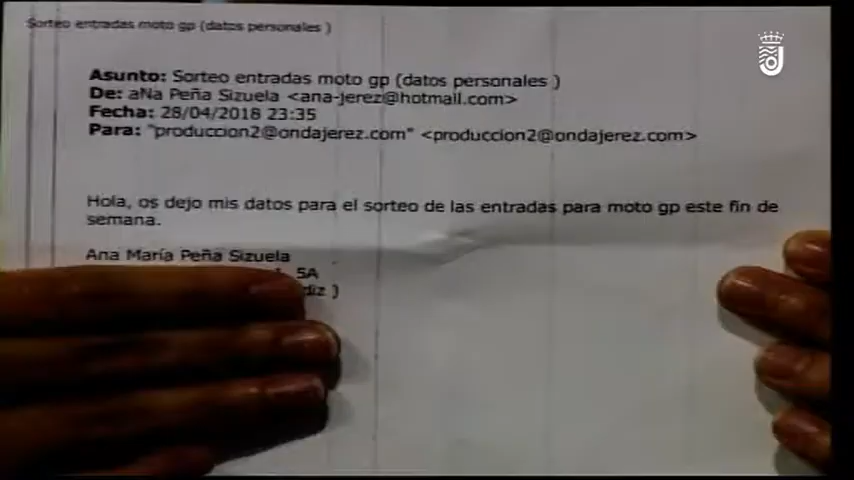 Sorteo entradas moto gp (datos personales )
Asunto: Sorteo entradas moto gp (datos personales )
De: aNa Peña Sizuela <ana-jerez@hotmail.com>
Fecha: 28/04/2018 23:35
Para: "produccion2@ondajerez.com" <produccion2@ondajerez.com>
Hola, os dejo mis datos para el sorteo de las entradas para moto gp este fin de
semana.
Ana María Peña Sizuela
5A
diz )